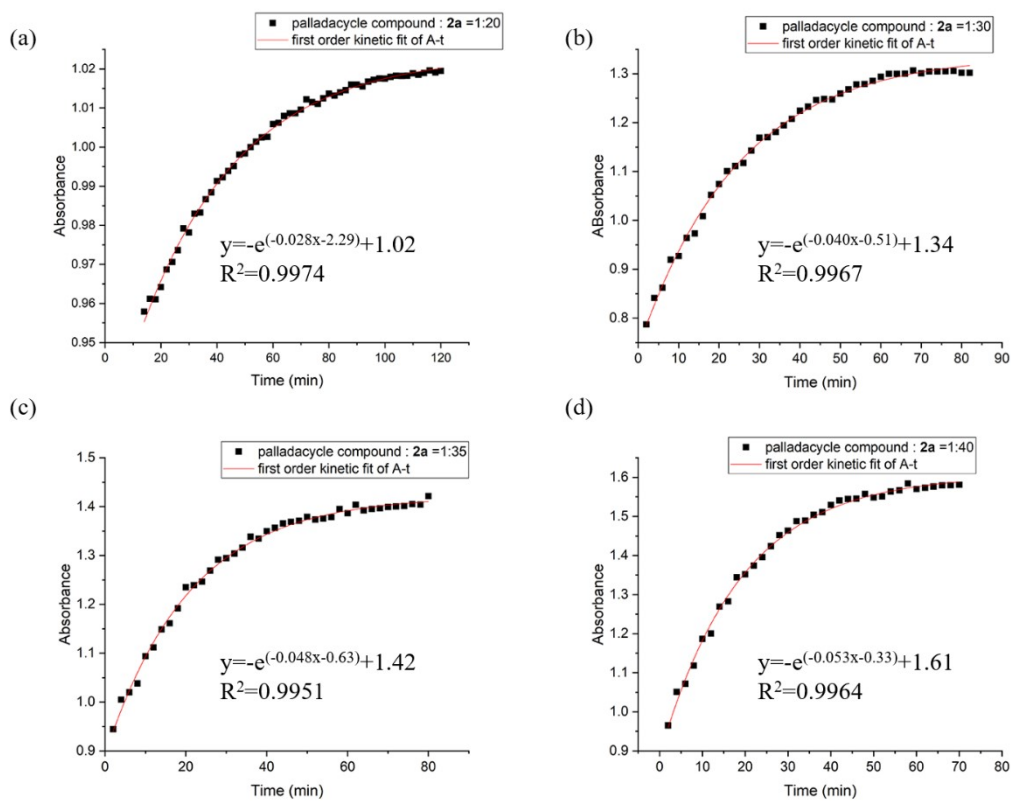 (a)
palladacycle compound : 2a =1:20
first order kinetic fit of A-t
1.02
1.01
1.00
0.99
0.98
0.97
0.96
0.95
Absorbance
y=-e^(-0.028x-2.29)+1.02
R²=0.9974
0 20 40 60 80 100 120 140
Time (min)
(b)
palladacycle compound : 2a =1:30
first order kinetic fit of A-t
1.3
1.2
1.1
1.0
0.9
0.8
ABsorbance
y=-e^(-0.040x-0.51)+1.34
R²=0.9967
0 10 20 30 40 50 60 70 80 90
Time (min)
(c)
palladacycle compound : 2a =1:35
first order kinetic fit of A-t
1.5
1.4
1.3
1.2
1.1
1.0
0.9
Absorbance
y=-e^(-0.048x-0.63)+1.42
R²=0.9951
0 20 40 60 80
Time (min)
(d)
palladacycle compound : 2a =1:40
first order kinetic fit of A-t
1.6
1.5
1.4
1.3
1.2
1.1
1.0
0.9
Absorbance
y=-e^(-0.053x-0.33)+1.61
R²=0.9964
0 10 20 30 40 50 60 70 80
Time (min)